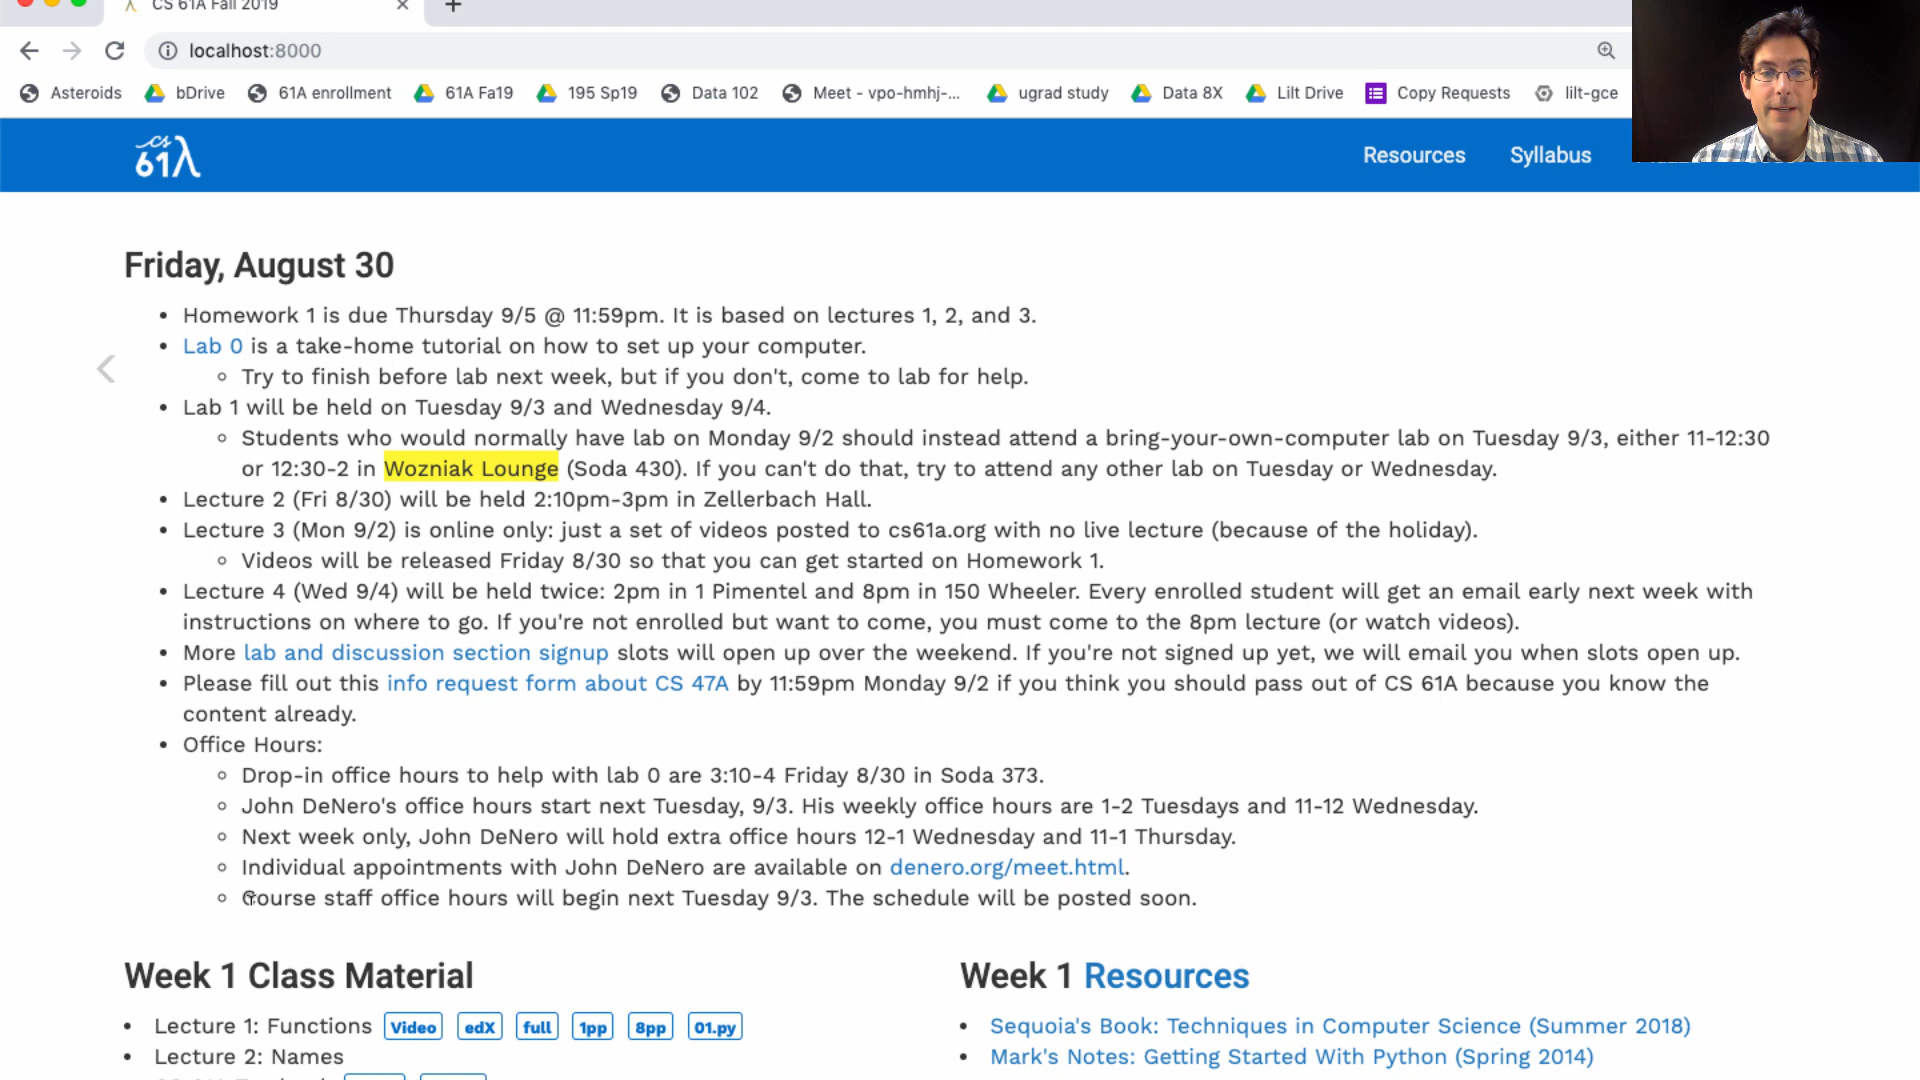 CS 61A Fall 2019
localhost:8000
Asteroids bDrive 61A enrollment 61A Fa19 195 Sp19 Data 102 Meet - vpo-hmhj-... ugrad study Data 8X Lilt Drive Copy Requests lilt-gce
cs
61λ
Resources Syllabus
Friday, August 30
• Homework 1 is due Thursday 9/5 @ 11:59pm. It is based on lectures 1, 2, and 3.
• Lab 0 is a take-home tutorial on how to set up your computer.
Try to finish before lab next week, but if you don't, come to lab for help.
• Lab 1 will be held on Tuesday 9/3 and Wednesday 9/4.
Students who would normally have lab on Monday 9/2 should instead attend a bring-your-own-computer lab on Tuesday 9/3, either 11-12:30
or 12:30-2 in Wozniak Lounge (Soda 430). If you can't do that, try to attend any other lab on Tuesday or Wednesday.
• Lecture 2 (Fri 8/30) will be held 2:10pm-3pm in Zellerbach Hall.
• Lecture 3 (Mon 9/2) is online only: just a set of videos posted to cs61a.org with no live lecture (because of the holiday).
Videos will be released Friday 8/30 so that you can get started on Homework 1.
• Lecture 4 (Wed 9/4) will be held twice: 2pm in 1 Pimentel and 8pm in 150 Wheeler. Every enrolled student will get an email early next week with
instructions on where to go. If you're not enrolled but want to come, you must come to the 8pm lecture (or watch videos).
• More lab and discussion section signup slots will open up over the weekend. If you're not signed up yet, we will email you when slots open up.
• Please fill out this info request form about CS 47A by 11:59pm Monday 9/2 if you think you should pass out of CS 61A because you know the
content already.
• Office Hours:
Drop-in office hours to help with lab 0 are 3:10-4 Friday 8/30 in Soda 373.
John DeNero's office hours start next Tuesday, 9/3. His weekly office hours are 1-2 Tuesdays and 11-12 Wednesday.
Next week only, John DeNero will hold extra office hours 12-1 Wednesday and 11-1 Thursday.
Individual appointments with John DeNero are available on denero.org/meet.html.
Course staff office hours will begin next Tuesday 9/3. The schedule will be posted soon.
Week 1 Class Material
• Lecture 1: Functions Video edX full 1pp 8pp 01.py
• Lecture 2: Names
Week 1 Resources
• Sequoia's Book: Techniques in Computer Science (Summer 2018)
• Mark's Notes: Getting Started With Python (Spring 2014)